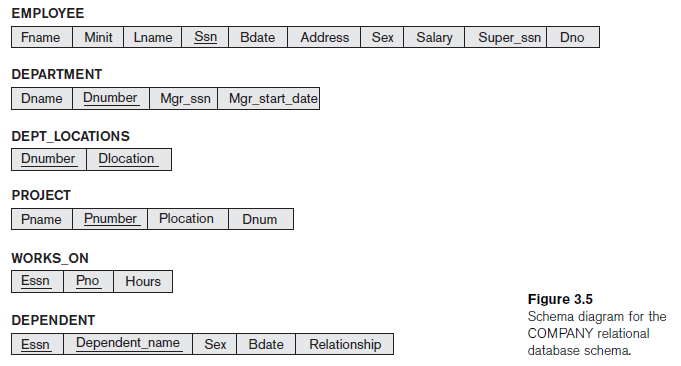 EMPLOYEE
Fname Minit Lname Ssn Bdate Address Sex Salary Super_ssn Dno
DEPARTMENT
Dname Dnumber Mgr_ssn Mgr_start_date
DEPT_LOCATIONS
Dnumber Dlocation
PROJECT
Pname Pnumber Plocation Dnum
WORKS_ON
Essn Pno Hours
DEPENDENT
Essn Dependent_name Sex Bdate Relationship
Figure 3.5
Schema diagram for the
COMPANY relational
database schema.